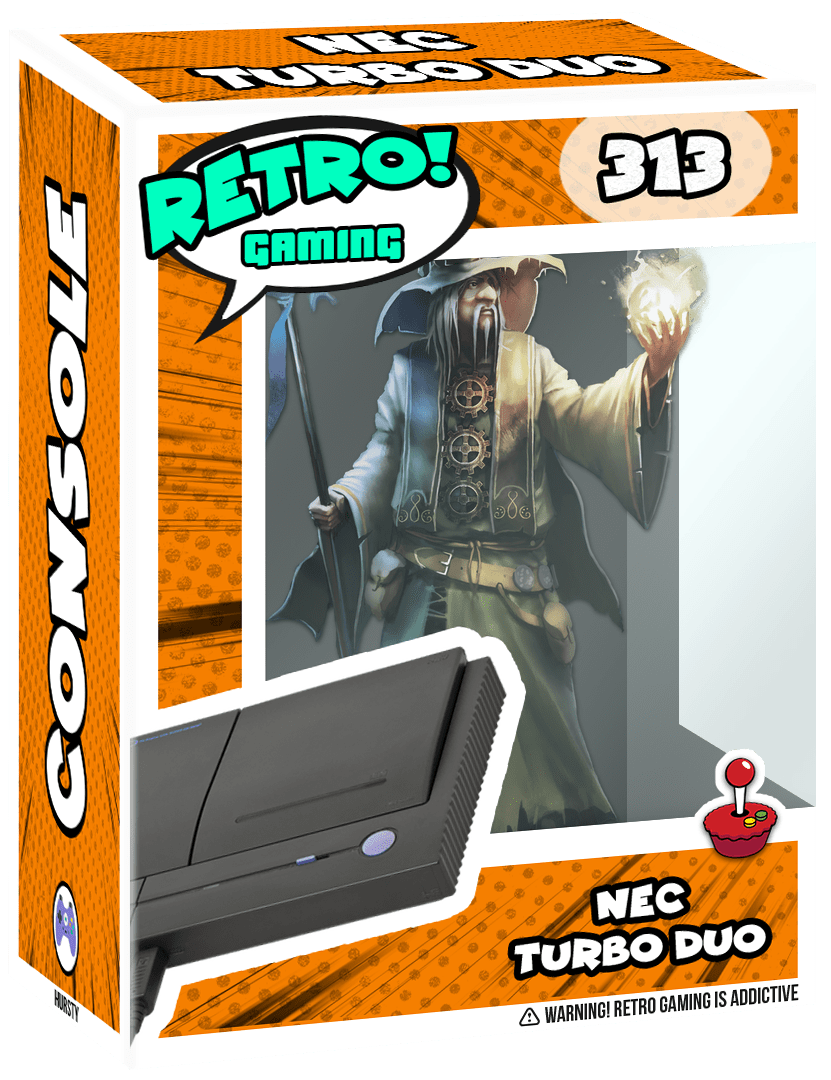 NEC
TURBO DUO
RETRO!
GAMING
313
CONSOLE
NEC
TURBO DUO
WARNING! RETRO GAMING IS ADDICTIVE
HURSTY